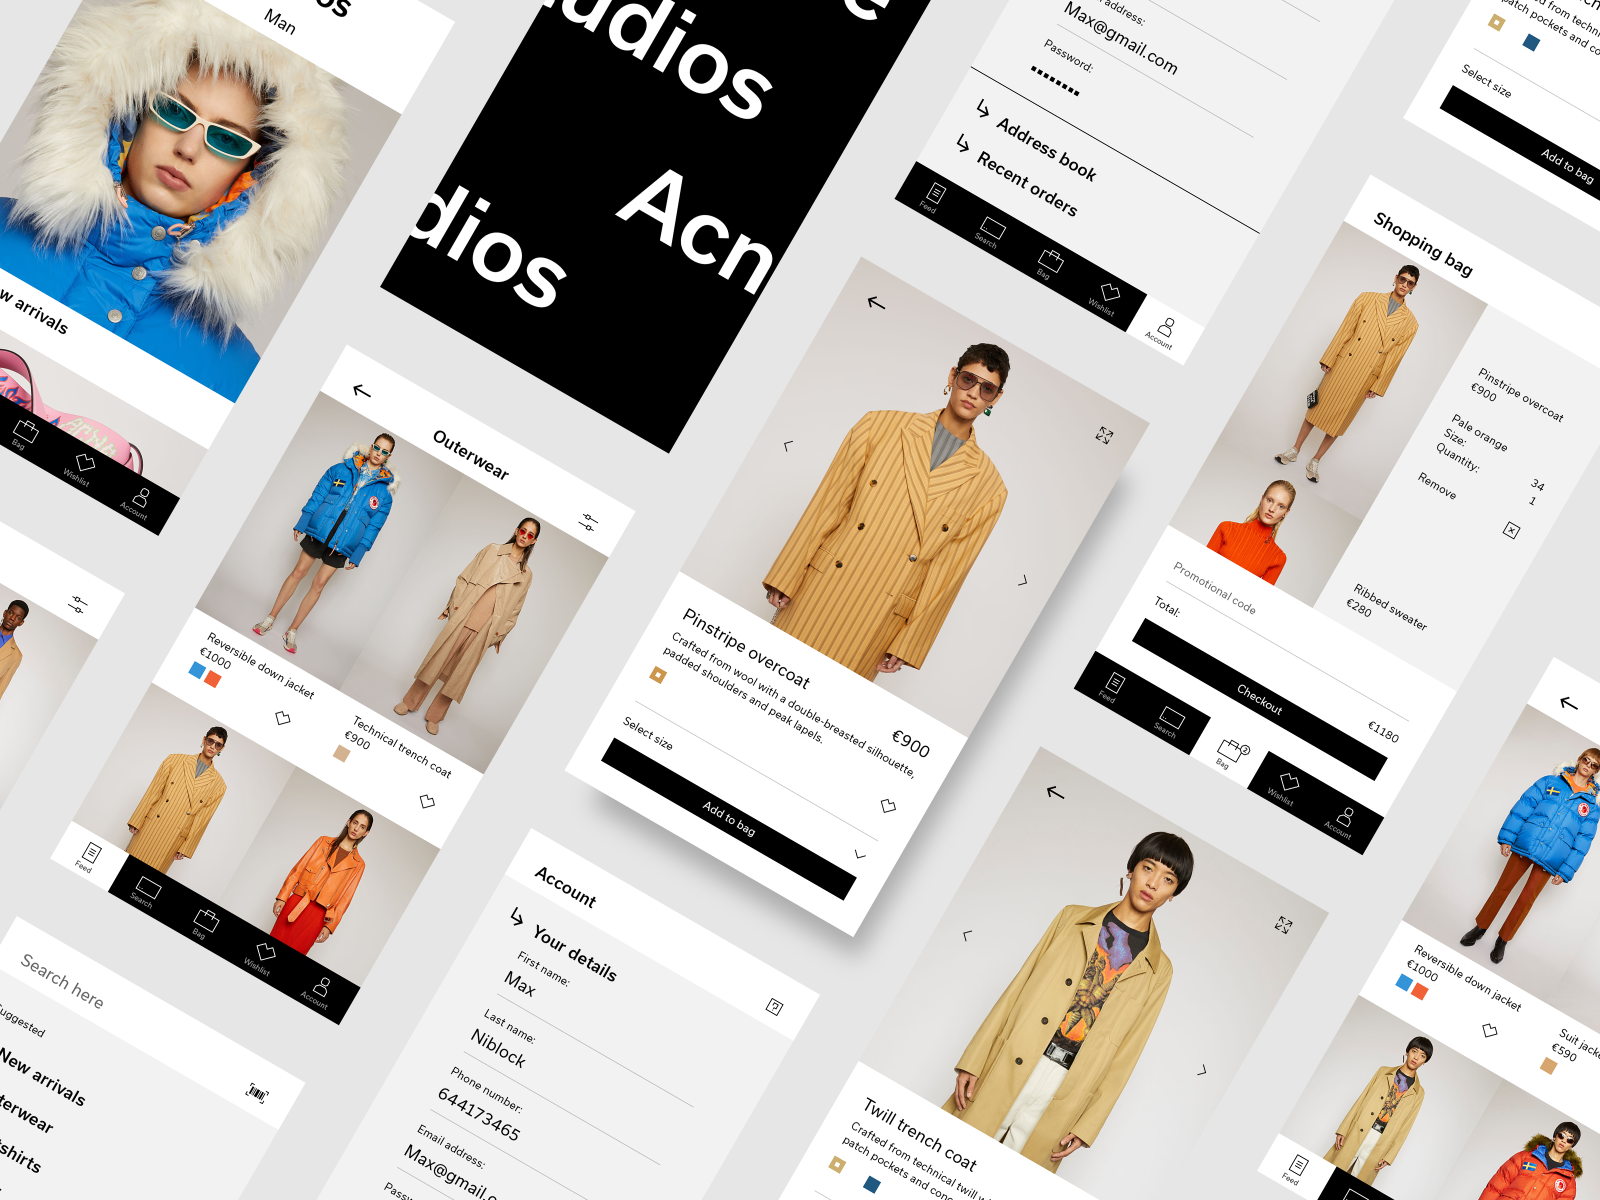 os
Man
w arrivals
Bag
Wishlist
Account
udios
e
Acn
dios
address:
Max@gmail.com
Password:
Address book
Recent orders
Feed
Search
Bag
Wishlist
Account
d from techni
patch pockets and co
Select size
Add to bag
Shopping bag
Pinstripe overcoat
€900
Pale orange
Size:
34
Quantity:
1
Remove
Ribbed sweater
€280
Promotional code
Total:
€1180
Checkout
Feed
Search
Bag
2
Wishlist
Account
Outerwear
Reversible down jacket
€1000
Technical trench coat
€900
Feed
Search
Bag
Wishlist
Account
Pinstripe overcoat
€900
Crafted from wool with a double-breasted silhouette,
padded shoulders and peak lapels.
Select size
Add to bag
Search here
uggested
New arrivals
terwear
shirts
Account
Your details
First name:
Max
Last name:
Niblock
Phone number:
644173465
Email address:
Max@gmail.c
Passw
Twill trench coat
Crafted from technical twill w
patch pockets and con
Reversible down jacket
€1000
Suit jacke
€590
Feed